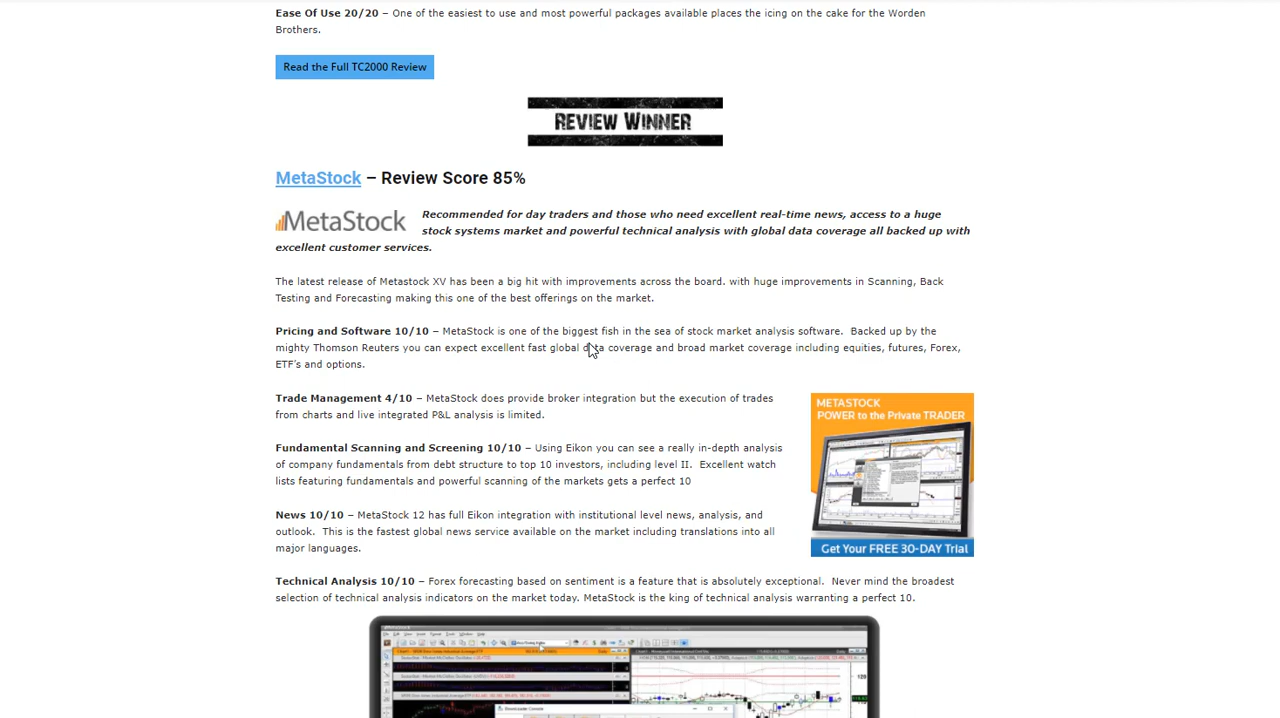 Ease Of Use 20/20 – One of the easiest to use and most powerful packages available places the icing on the cake for the Worden
Brothers.
Read the Full TC2000 Review
REVIEW WINNER
MetaStock – Review Score 85%
MetaStock
Recommended for day traders and those who need excellent real-time news, access to a huge
stock systems market and powerful technical analysis with global data coverage all backed up with
excellent customer services.
The latest release of Metastock XV has been a big hit with improvements across the board. with huge improvements in Scanning, Back
Testing and Forecasting making this one of the best offerings on the market.
Pricing and Software 10/10 – MetaStock is one of the biggest fish in the sea of stock market analysis software.  Backed up by the
mighty Thomson Reuters you can expect excellent fast global data coverage and broad market coverage including equities, futures, Forex,
ETF's and options.
Trade Management 4/10 – MetaStock does provide broker integration but the execution of trades
from charts and live integrated P&L analysis is limited.
METASTOCK
POWER to the Private TRADER
Fundamental Scanning and Screening 10/10 – Using Eikon you can see a really in-depth analysis
of company fundamentals from debt structure to top 10 investors, including level II.  Excellent watch
lists featuring fundamentals and powerful scanning of the markets gets a perfect 10
News 10/10 – MetaStock 12 has full Eikon integration with institutional level news, analysis, and
outlook.  This is the fastest global news service available on the market including translations into all
major languages.
Get Your FREE 30-DAY Trial
Technical Analysis 10/10 – Forex forecasting based on sentiment is a feature that is absolutely exceptional.  Never mind the broadest
selection of technical analysis indicators on the market today. MetaStock is the king of technical analysis warranting a perfect 10.